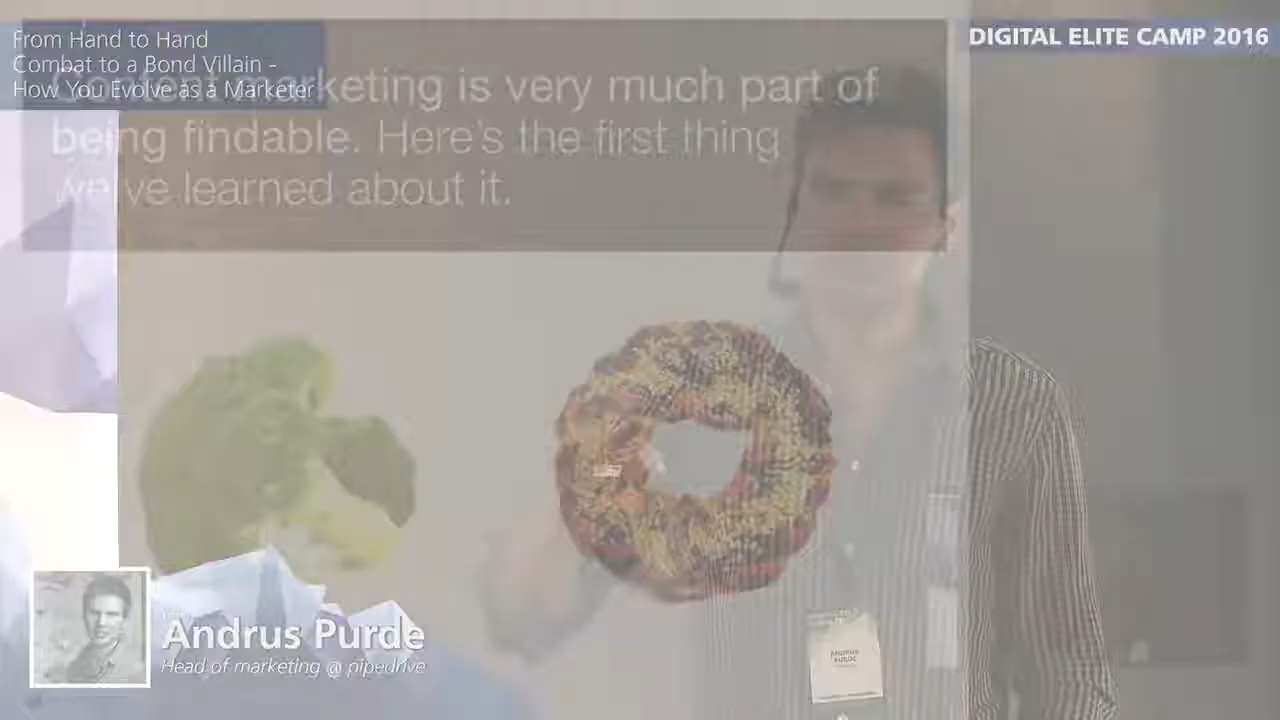 From Hand to Hand
Combat to a Bond Villain -
How You Evolve as a Marketer
DIGITAL ELITE CAMP 2016
Content marketing is very much part of
being findable. Here's the first thing
we've learned about it.
Andrus Purde
Head of marketing @ pipedrive
ANDRUS
PURDE